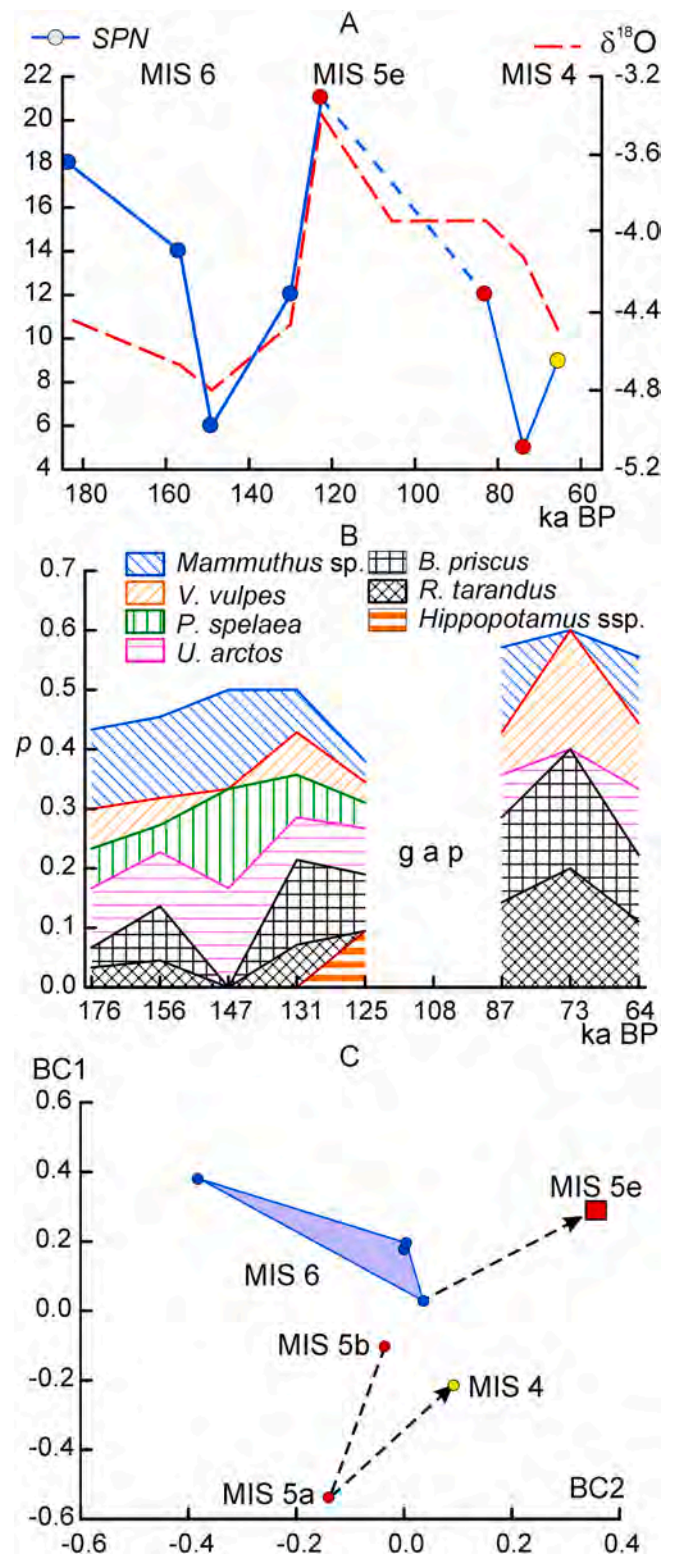 A
SPN
δ18O
MIS 6 MIS 5e MIS 4
22
20
18
16
14
12
10
8
6
4
-3.2
-3.6
-4.0
-4.4
-4.8
-5.2
180 160 140 120 100 80 60
ka BP
B
Mammuthus sp.
V. vulpes
P. spelaea
U. arctos
B. priscus
R. tarandus
Hippopotamus ssp.
0.7
0.6
0.5
p 0.4
0.3
0.2
0.1
0.0
gap
176 156 147 131 125 108 87 73 64
ka BP
C
BC1
0.6
0.4
0.2
0.0
-0.2
-0.4
-0.6
MIS 5e
MIS 6
MIS 5b
MIS 4
MIS 5a
BC2
-0.6 -0.4 -0.2 0.0 0.2 0.4